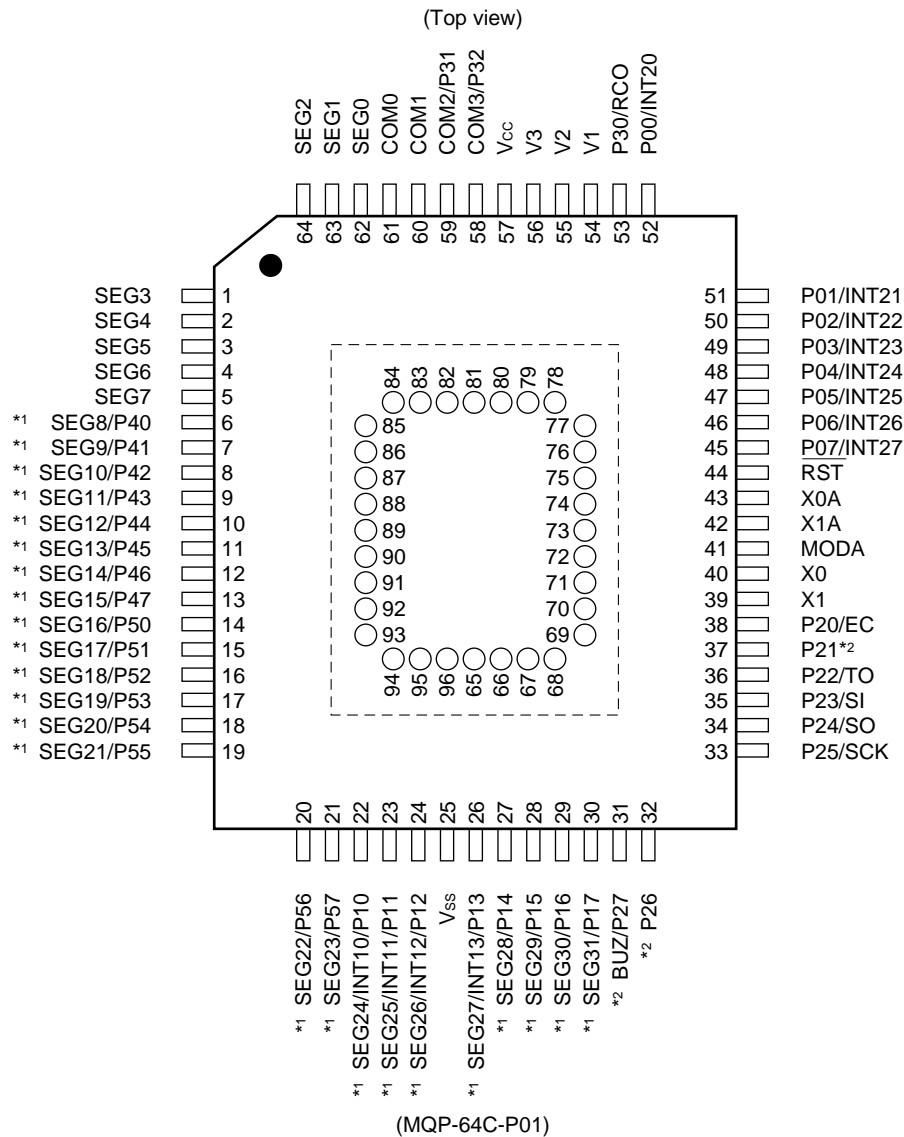 (Top view)
SEG2
SEG1
SEG0
COM0
COM1
COM2/P31
COM3/P32
Vcc
V3
V2
V1
P30/RCO
P00/INT20
64
63
62
61
60
59
58
57
56
55
54
53
52
SEG3 1
SEG4 2
SEG5 3
SEG6 4
SEG7 5
*1 SEG8/P40 6
*1 SEG9/P41 7
*1 SEG10/P42 8
*1 SEG11/P43 9
*1 SEG12/P44 10
*1 SEG13/P45 11
*1 SEG14/P46 12
*1 SEG15/P47 13
*1 SEG16/P50 14
*1 SEG17/P51 15
*1 SEG18/P52 16
*1 SEG19/P53 17
*1 SEG20/P54 18
*1 SEG21/P55 19
84
83
82
81
80
79
78
85
86
87
88
89
90
91
92
93
77
76
75
74
73
72
71
70
69
94
95
96
65
66
67
68
51 P01/INT21
50 P02/INT22
49 P03/INT23
48 P04/INT24
47 P05/INT25
46 P06/INT26
45 P07/INT27
44 RST
43 X0A
42 X1A
41 MODA
40 X0
39 X1
38 P20/EC
37 P21*2
36 P22/TO
35 P23/SI
34 P24/SO
33 P25/SCK
20
21
22
23
24
25
26
27
28
29
30
31
32
*1 SEG22/P56
*1 SEG23/P57
*1 SEG24/INT10/P10
*1 SEG25/INT11/P11
*1 SEG26/INT12/P12
Vss
*1 SEG27/INT13/P13
*1 SEG28/P14
*1 SEG29/P15
*1 SEG30/P16
*1 SEG31/P17
*2 BUZ/P27
*2 P26
(MQP-64C-P01)